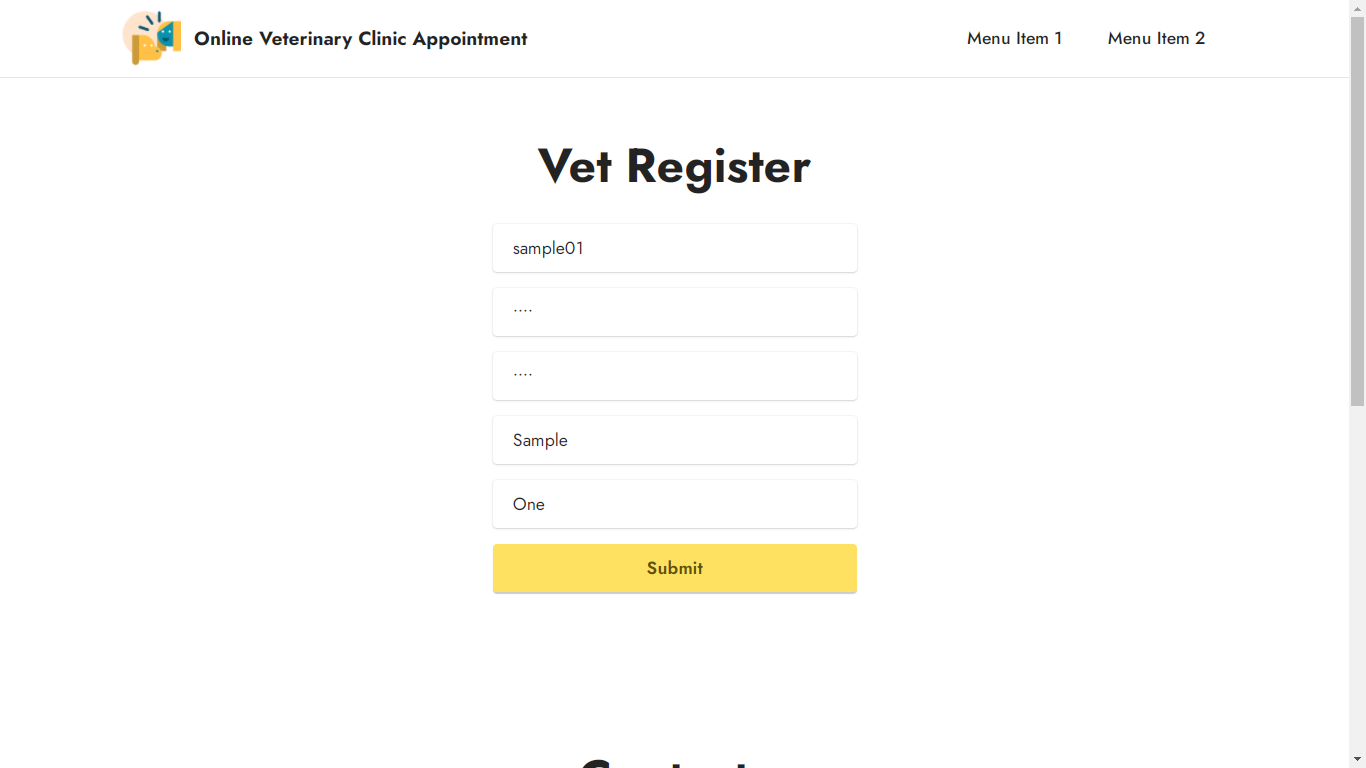 Online Veterinary Clinic Appointment
Menu Item 1
Menu Item 2
Vet Register
sample01
....
....
Sample
One
Submit